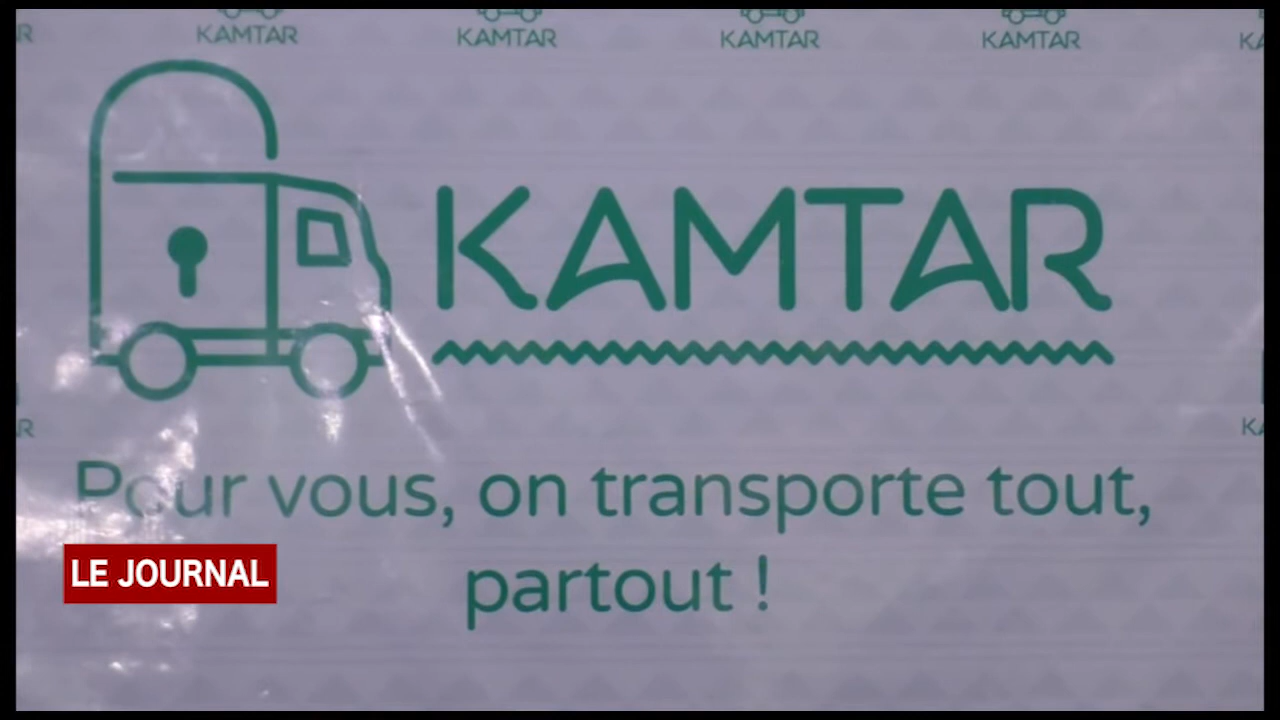 KAMTAR KAMTAR KAMTAR KAMTAR
KAMTAR
Pour vous, on transporte tout,
partout !
LE JOURNAL